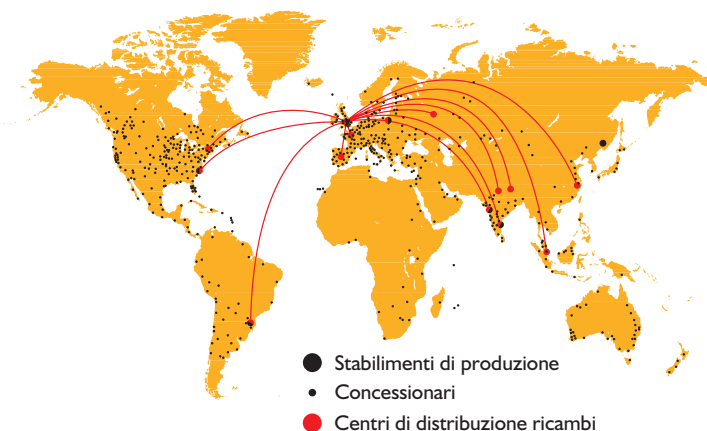 Stabilimenti di produzione
Concessionari
Centri di distribuzione ricambi